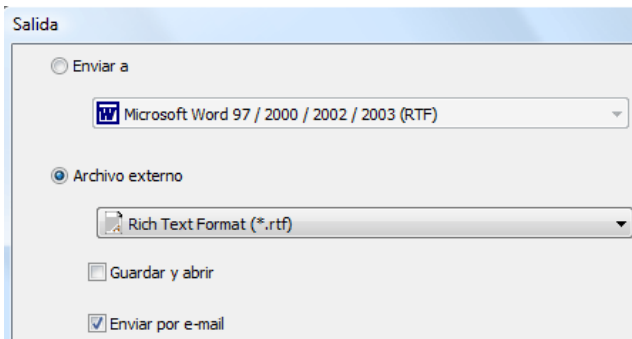 Salida
Enviar a
Microsoft Word 97 / 2000 / 2002 / 2003 (RTF)
Archivo externo
Rich Text Format (*.rtf)
Guardar y abrir
Enviar por e-mail